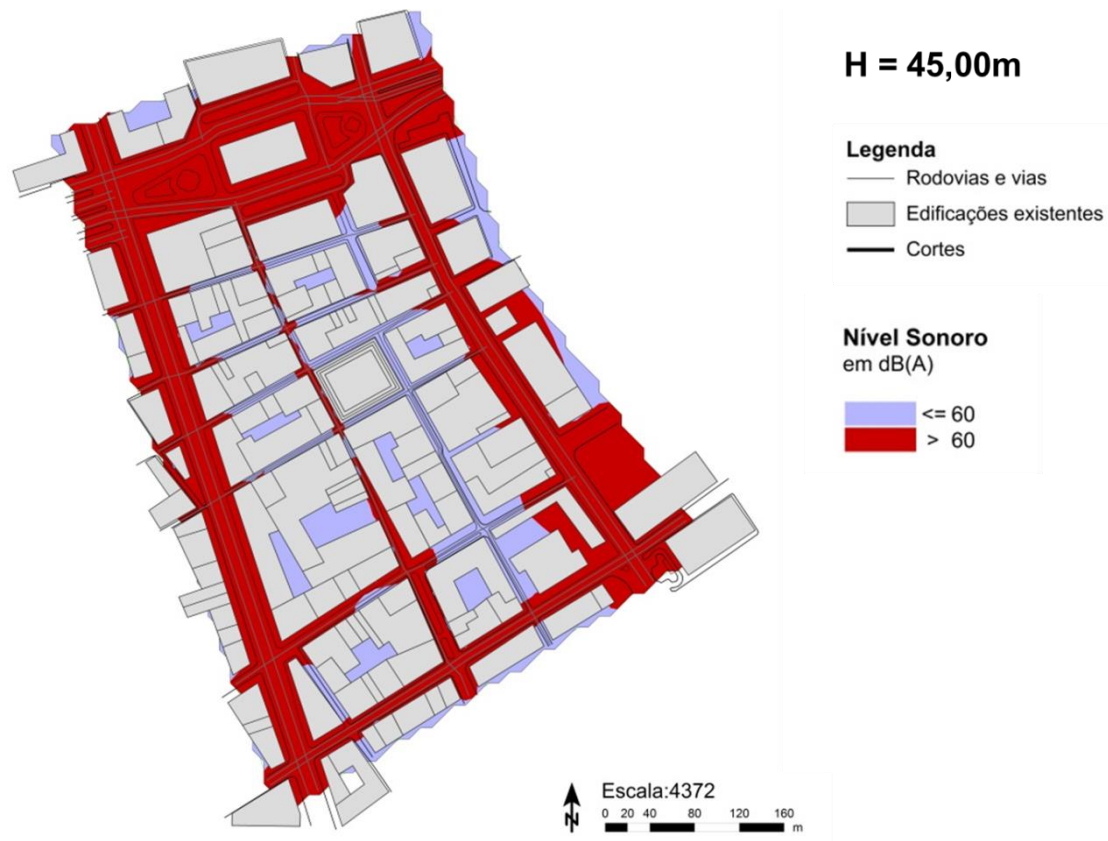 H = 45,00m
Legenda
Rodovias e vias
Edificações existentes
Cortes
Nível Sonoro
em dB(A)
<= 60
> 60
Escala:4372
N
0 20 40 80 120 160
m